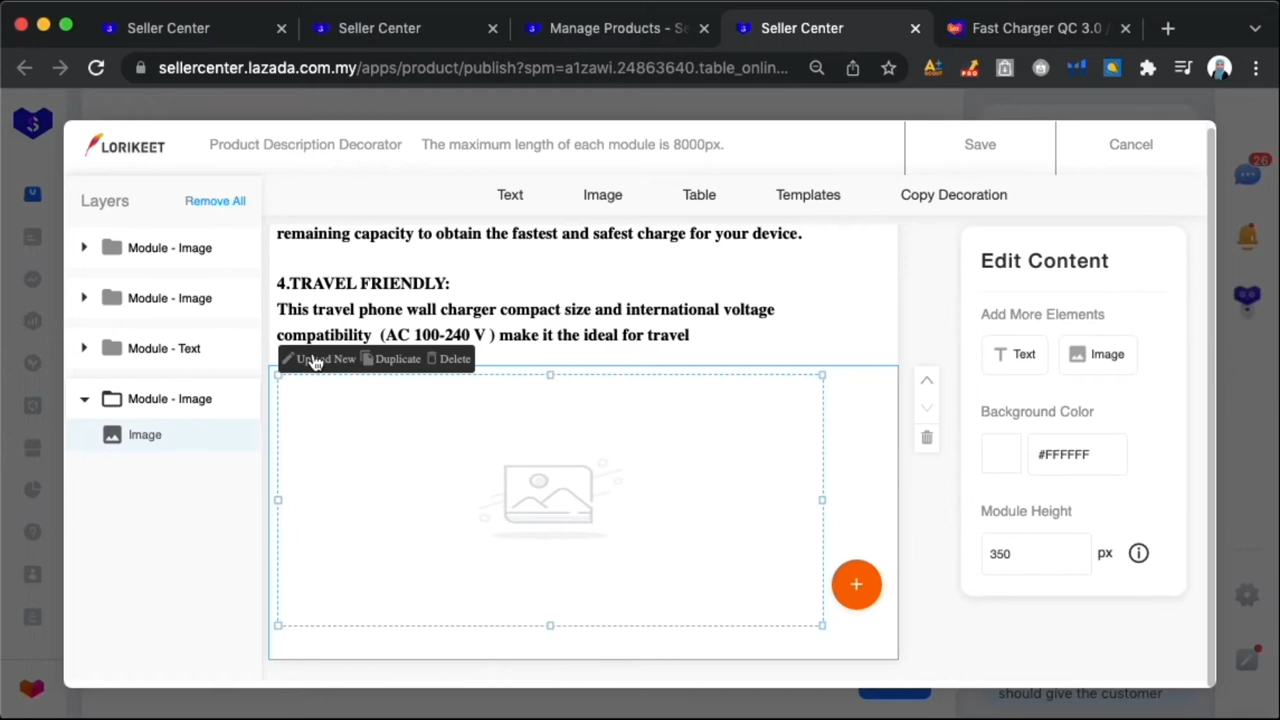 Seller Center
Seller Center
Manage Products - Se
Seller Center
Fast Charger QC 3.0 /
sellercenter.lazada.com.my/apps/product/publish?spm=a1zawi.24863640.table_onlin...
LORIKEET
Product Description Decorator
The maximum length of each module is 8000px.
Save
Cancel
26
Layers
Remove All
Text
Image
Table
Templates
Copy Decoration
Module - Image
Module - Image
Module - Text
Module - Image
Image
remaining capacity to obtain the fastest and safest charge for your device.
4.TRAVEL FRIENDLY:
This travel phone wall charger compact size and international voltage
compatibility (AC 100-240 V ) make it the ideal for travel
Upload New
Duplicate
Delete
Edit Content
Add More Elements
Text
Image
Background Color
#FFFFFF
Module Height
350
px
should give the customer